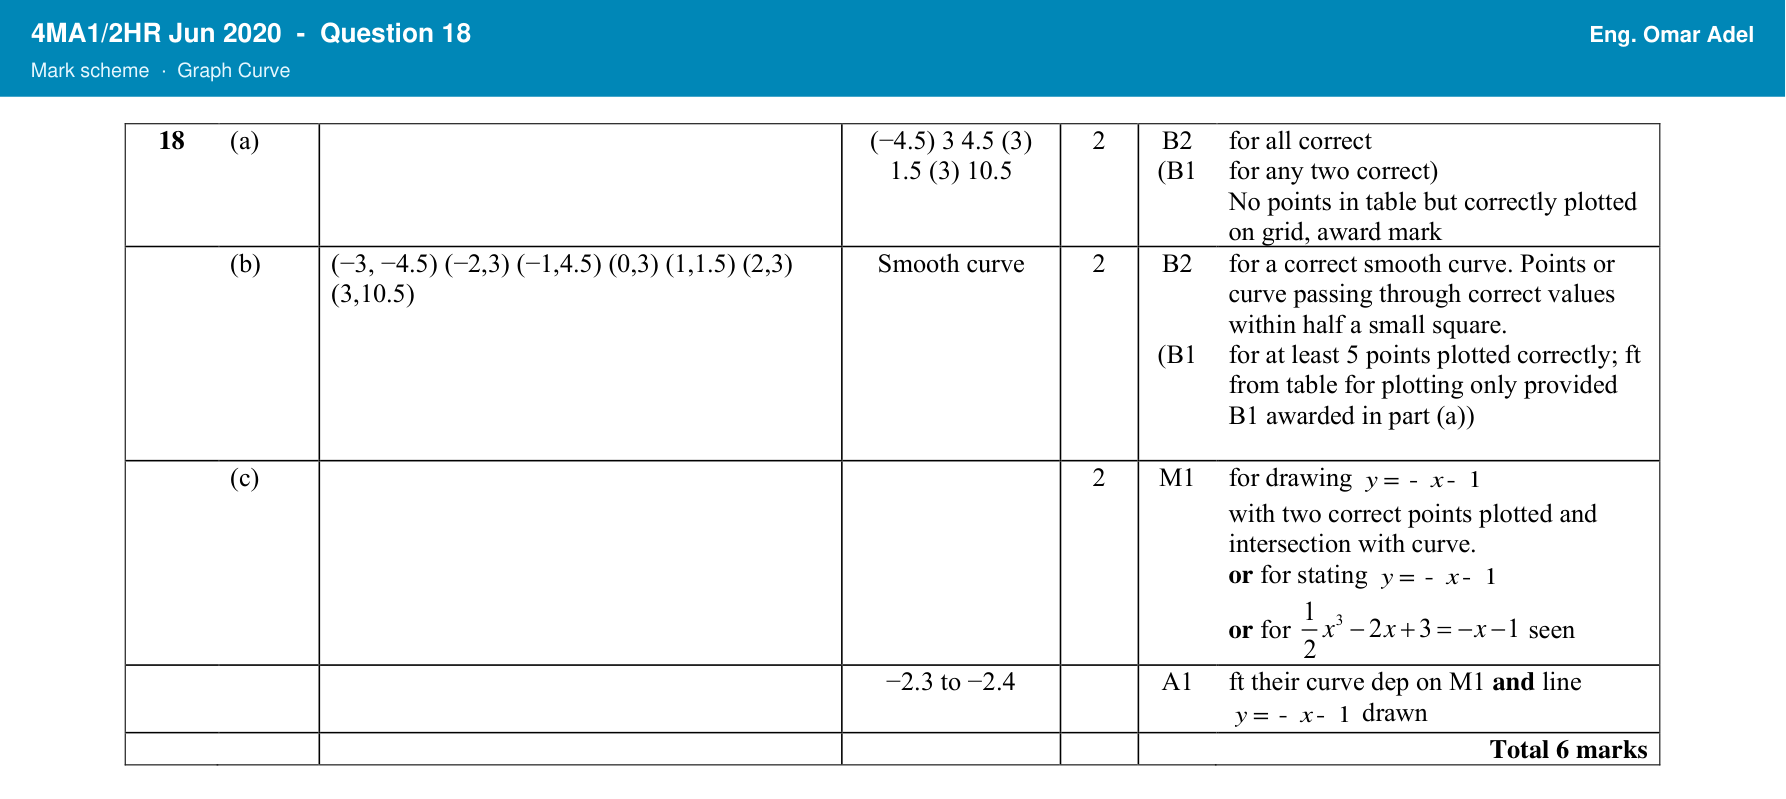 4MA1/2HR Jun 2020 - Question 18
Eng. Omar Adel
Mark scheme · Graph Curve
18 (a) (−4.5) 3 4.5 (3) 2 B2 for all correct
1.5 (3) 10.5 (B1 for any two correct)
No points in table but correctly plotted
on grid, award mark
(b) (−3, −4.5) (−2,3) (−1,4.5) (0,3) (1,1.5) (2,3) Smooth curve 2 B2 for a correct smooth curve. Points or
(3,10.5) curve passing through correct values
within half a small square.
(B1 for at least 5 points plotted correctly; ft
from table for plotting only provided
B1 awarded in part (a))
(c) 2 M1 for drawing y = - x - 1
with two correct points plotted and
intersection with curve.
or for stating y = - x - 1
or for 1/2 x³ − 2x + 3 = −x − 1 seen
−2.3 to −2.4 A1 ft their curve dep on M1 and line
y = - x - 1 drawn
Total 6 marks